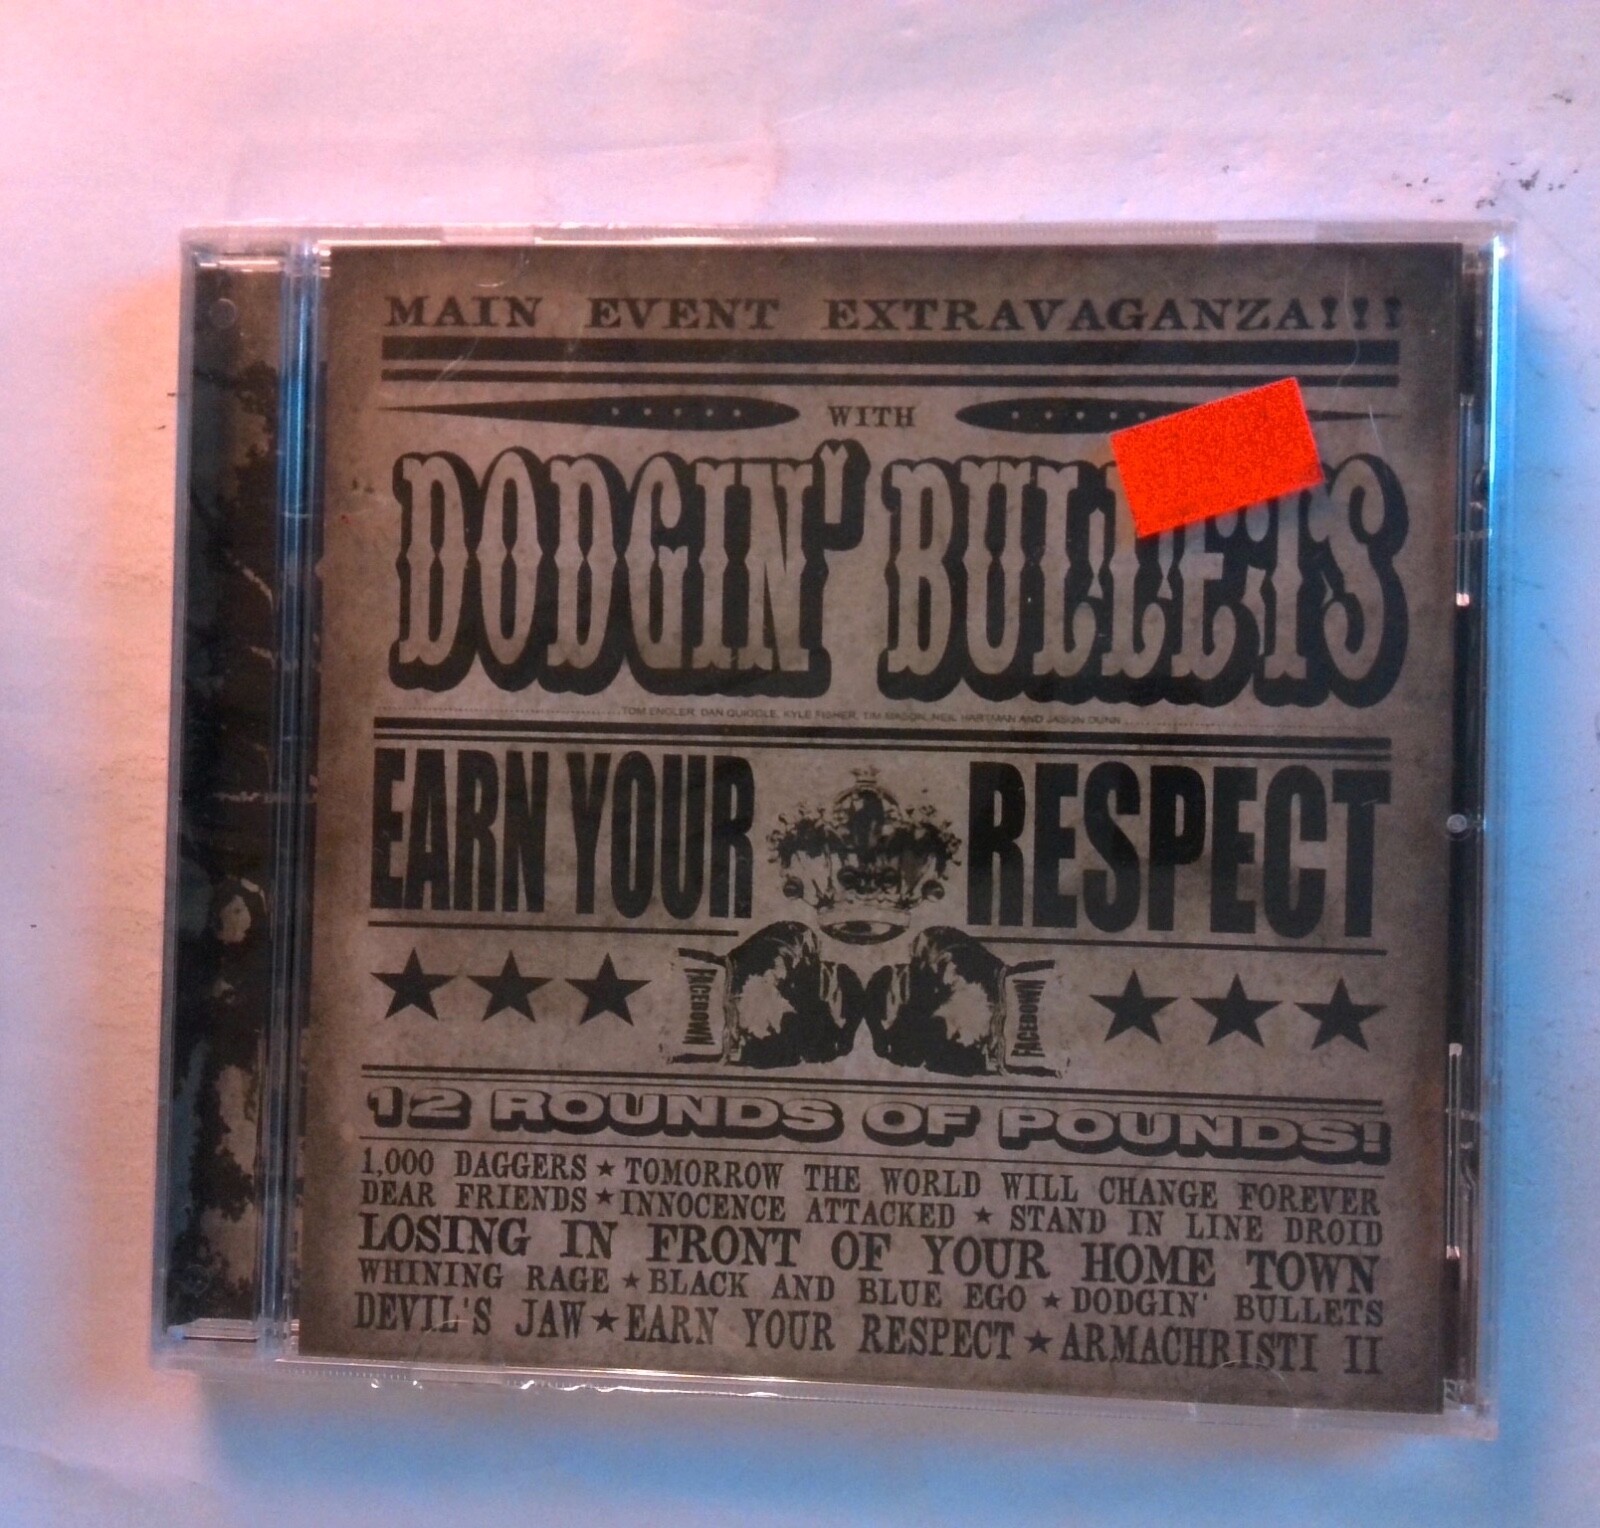 MAIN EVENT EXTRAVAGANZA!!!
WITH
DODGIN' BULLETS
TOM ENGLER, DAN QUIGGLE, KYLE FISHER, TIM MASON, NEIL HARTMAN AND JASON DUNN
EARN YOUR RESPECT
FACEDOWN FACEDOWN
12 ROUNDS OF POUNDS!
1,000 DAGGERS ★ TOMORROW THE WORLD WILL CHANGE FOREVER
DEAR FRIENDS ★ INNOCENCE ATTACKED ★ STAND IN LINE DROID
LOSING IN FRONT OF YOUR HOME TOWN
WHINING RAGE ★ BLACK AND BLUE EGO ★ DODGIN' BULLETS
DEVIL'S JAW ★ EARN YOUR RESPECT ★ ARMACHRISTI II